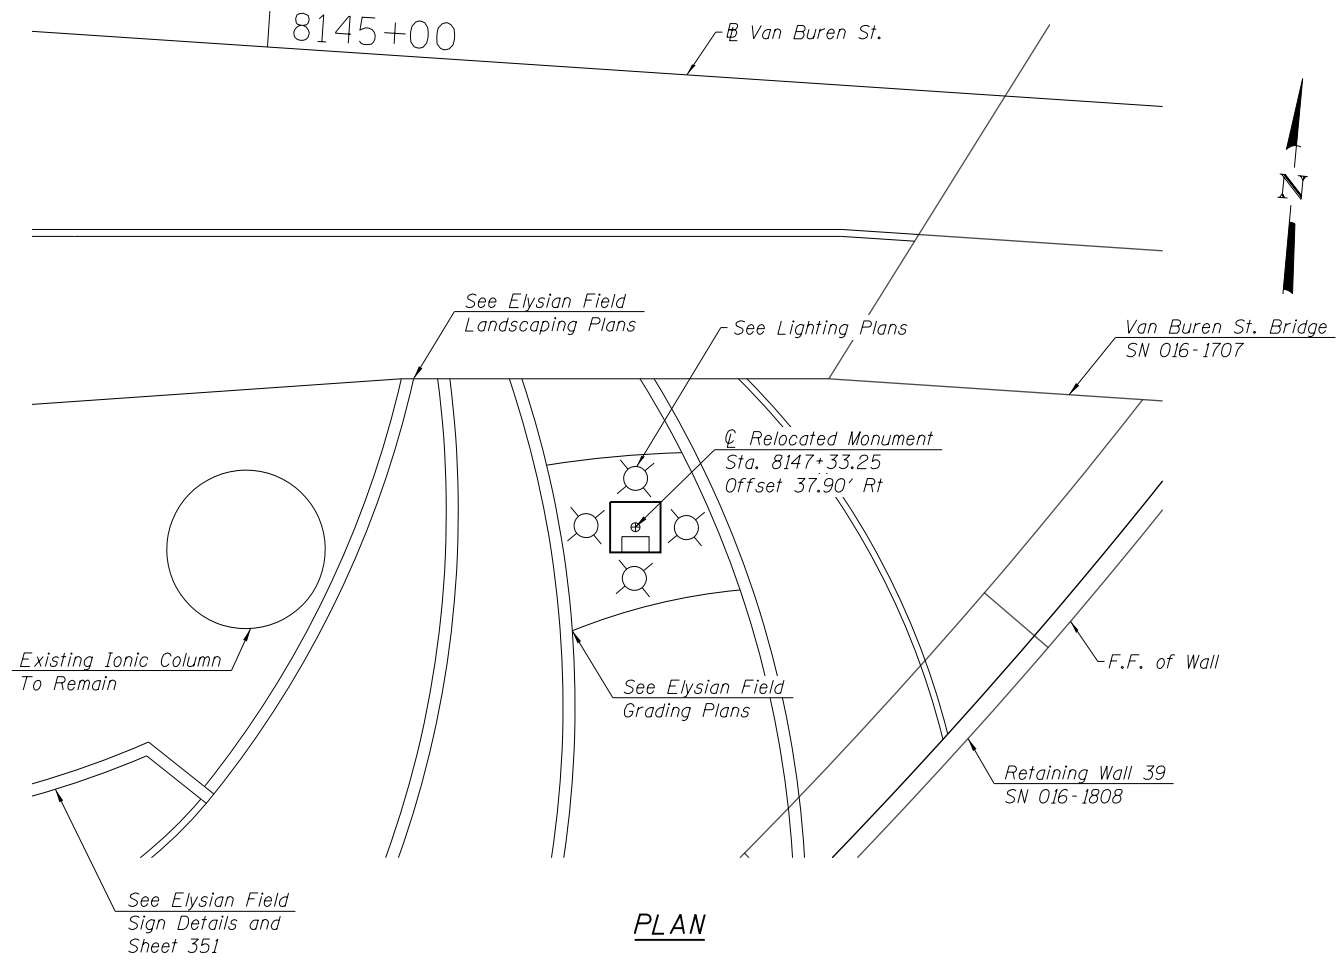 8145+00
℔ Van Buren St.
N
See Elysian Field
Landscaping Plans
See Lighting Plans
Van Buren St. Bridge
SN 016-1707
℄ Relocated Monument
Sta. 8147+33.25
Offset 37.90' Rt
Existing Ionic Column
To Remain
See Elysian Field
Grading Plans
F.F. of Wall
Retaining Wall 39
SN 016-1808
See Elysian Field
Sign Details and
Sheet 351
PLAN